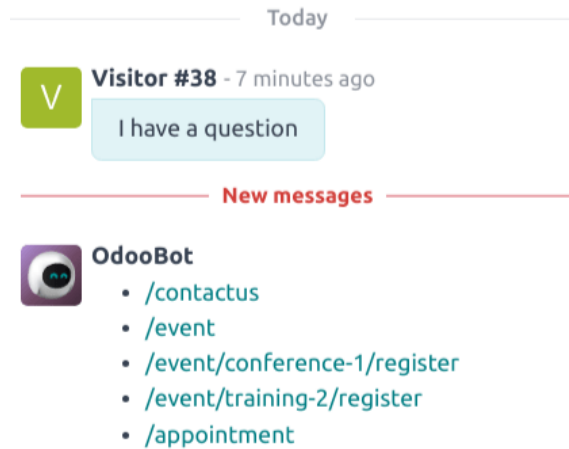 Today
V
Visitor #38 - 7 minutes ago
I have a question
New messages
OdooBot
• /contactus
• /event
• /event/conference-1/register
• /event/training-2/register
• /appointment